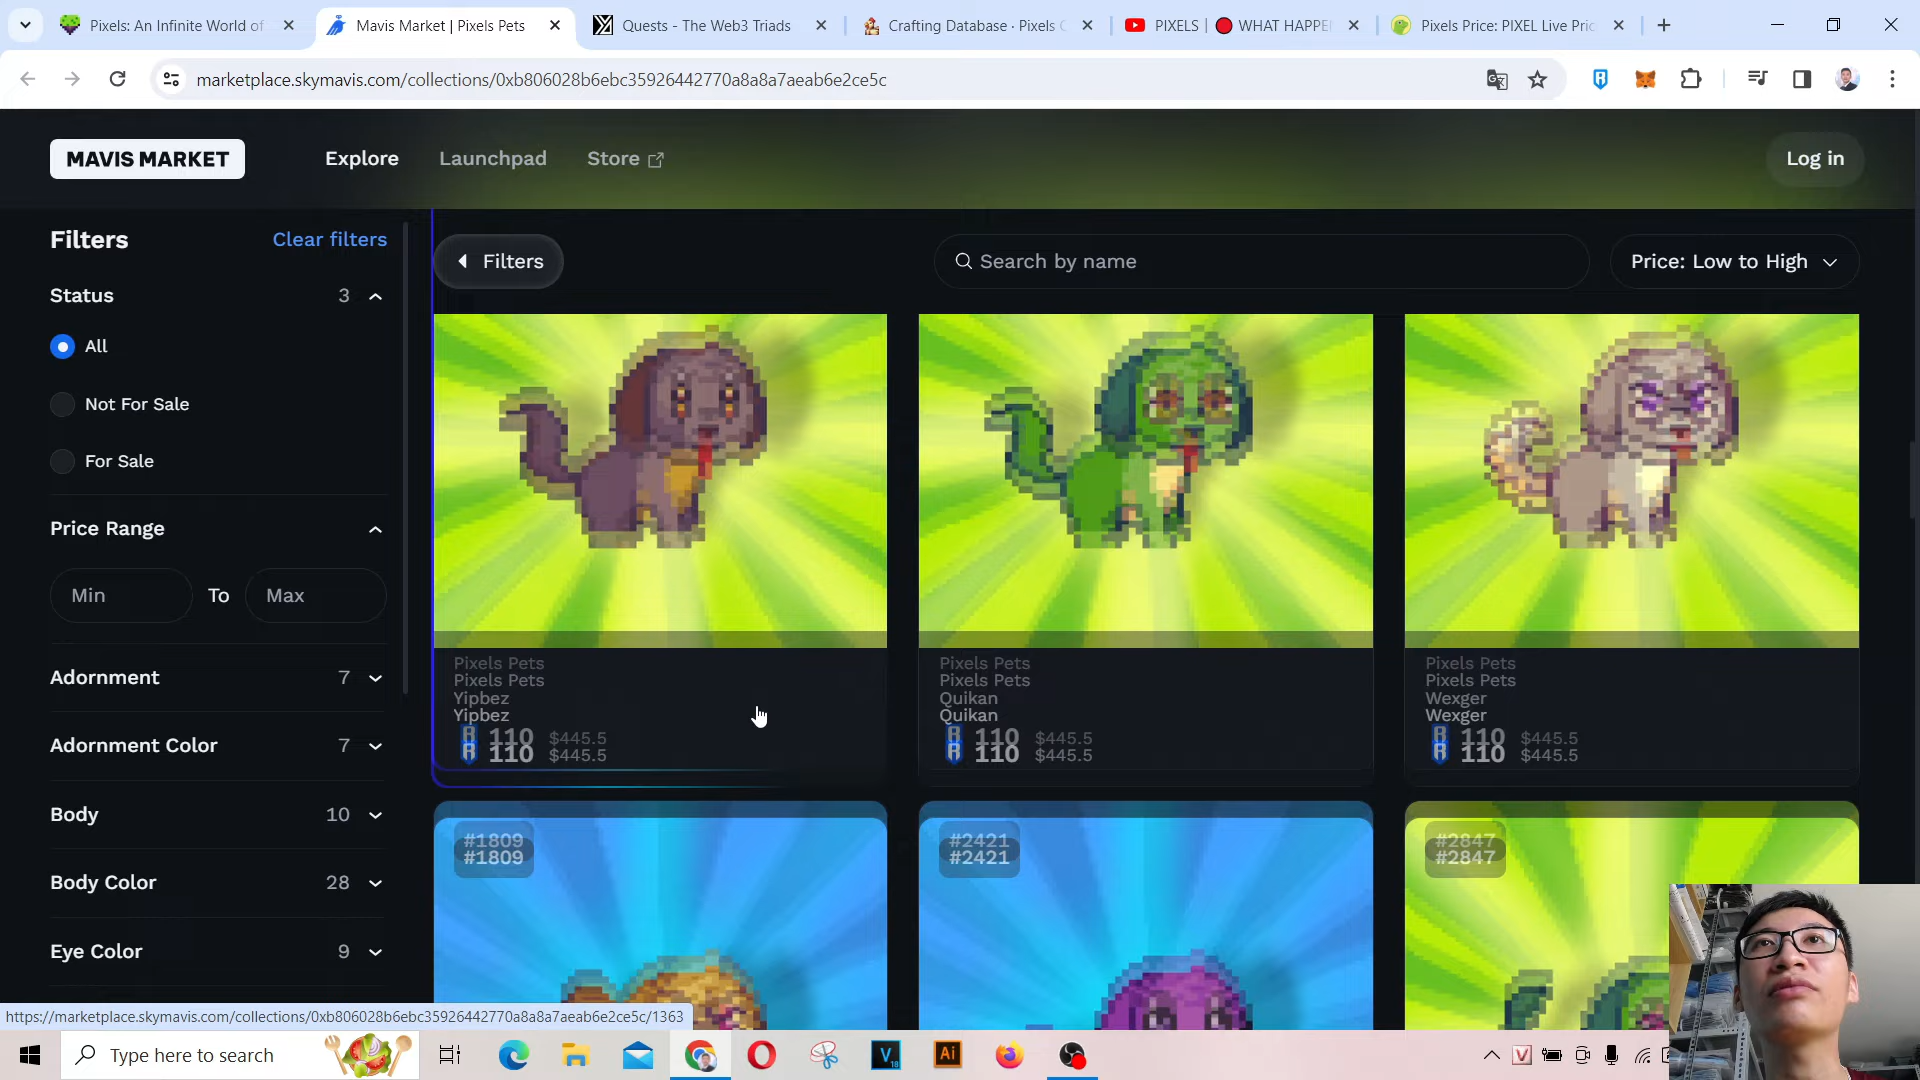 Pixels: An Infinite World of
Mavis Market | Pixels Pets
Quests - The Web3 Triads
Crafting Database · Pixels
PIXELS | 🔴 WHAT HAPPE
Pixels Price: PIXEL Live Pric
marketplace.skymavis.com/collections/0xb806028b6ebc35926442770a8a8a7aeab6e2ce5c
MAVIS MARKET
Explore
Launchpad
Store
Log in
Filters
Clear filters
Status 3
All
Not For Sale
For Sale
Price Range
Min To Max
Adornment 7
Adornment Color 7
Body 10
Body Color 28
Eye Color 9
Filters
Search by name
Price: Low to High
Pixels Pets
Pixels Pets
Yipbez
Yipbez
110 $445.5
110 $445.5
Pixels Pets
Pixels Pets
Quikan
Quikan
110 $445.5
110 $445.5
Pixels Pets
Pixels Pets
Wexger
Wexger
110 $445.5
110 $445.5
#1809
#1809
#2421
#2421
#2847
#2847
https://marketplace.skymavis.com/collections/0xb806028b6ebc35926442770a8a8a7aeab6e2ce5c/1363
Type here to search